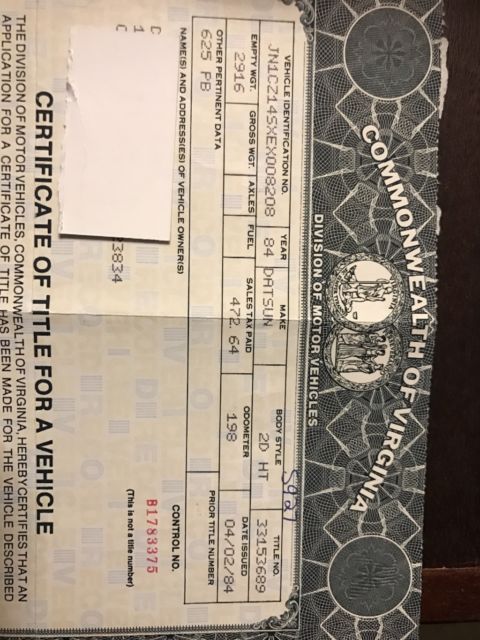 COMMONWEALTH OF VIRGINIA
DIVISION OF MOTOR VEHICLES
5927
VEHICLE IDENTIFICATION NO. YEAR MAKE BODY STYLE TITLE NO.
JN1CZ14SXEX008208 84 DATSUN 2D HT 33153689
EMPTY WGT. GROSS WGT. AXLES FUEL SALES TAX PAID ODOMETER DATE ISSUED
2916 472.64 198 04/02/84
OTHER PERTINENT DATA PRIOR TITLE NUMBER
625 PB
NAME(S) AND ADDRESS(ES) OF VEHICLE OWNER(S) CONTROL NO.
B1783375
(This is not a title number)
CERTIFICATE OF TITLE FOR A VEHICLE
THE DIVISION OF MOTOR VEHICLES, COMMONWEALTH OF VIRGINIA, HEREBY CERTIFIES THAT AN
APPLICATION FOR A CERTIFICATE OF TITLE HAS BEEN MADE FOR THE VEHICLE DESCRIBED